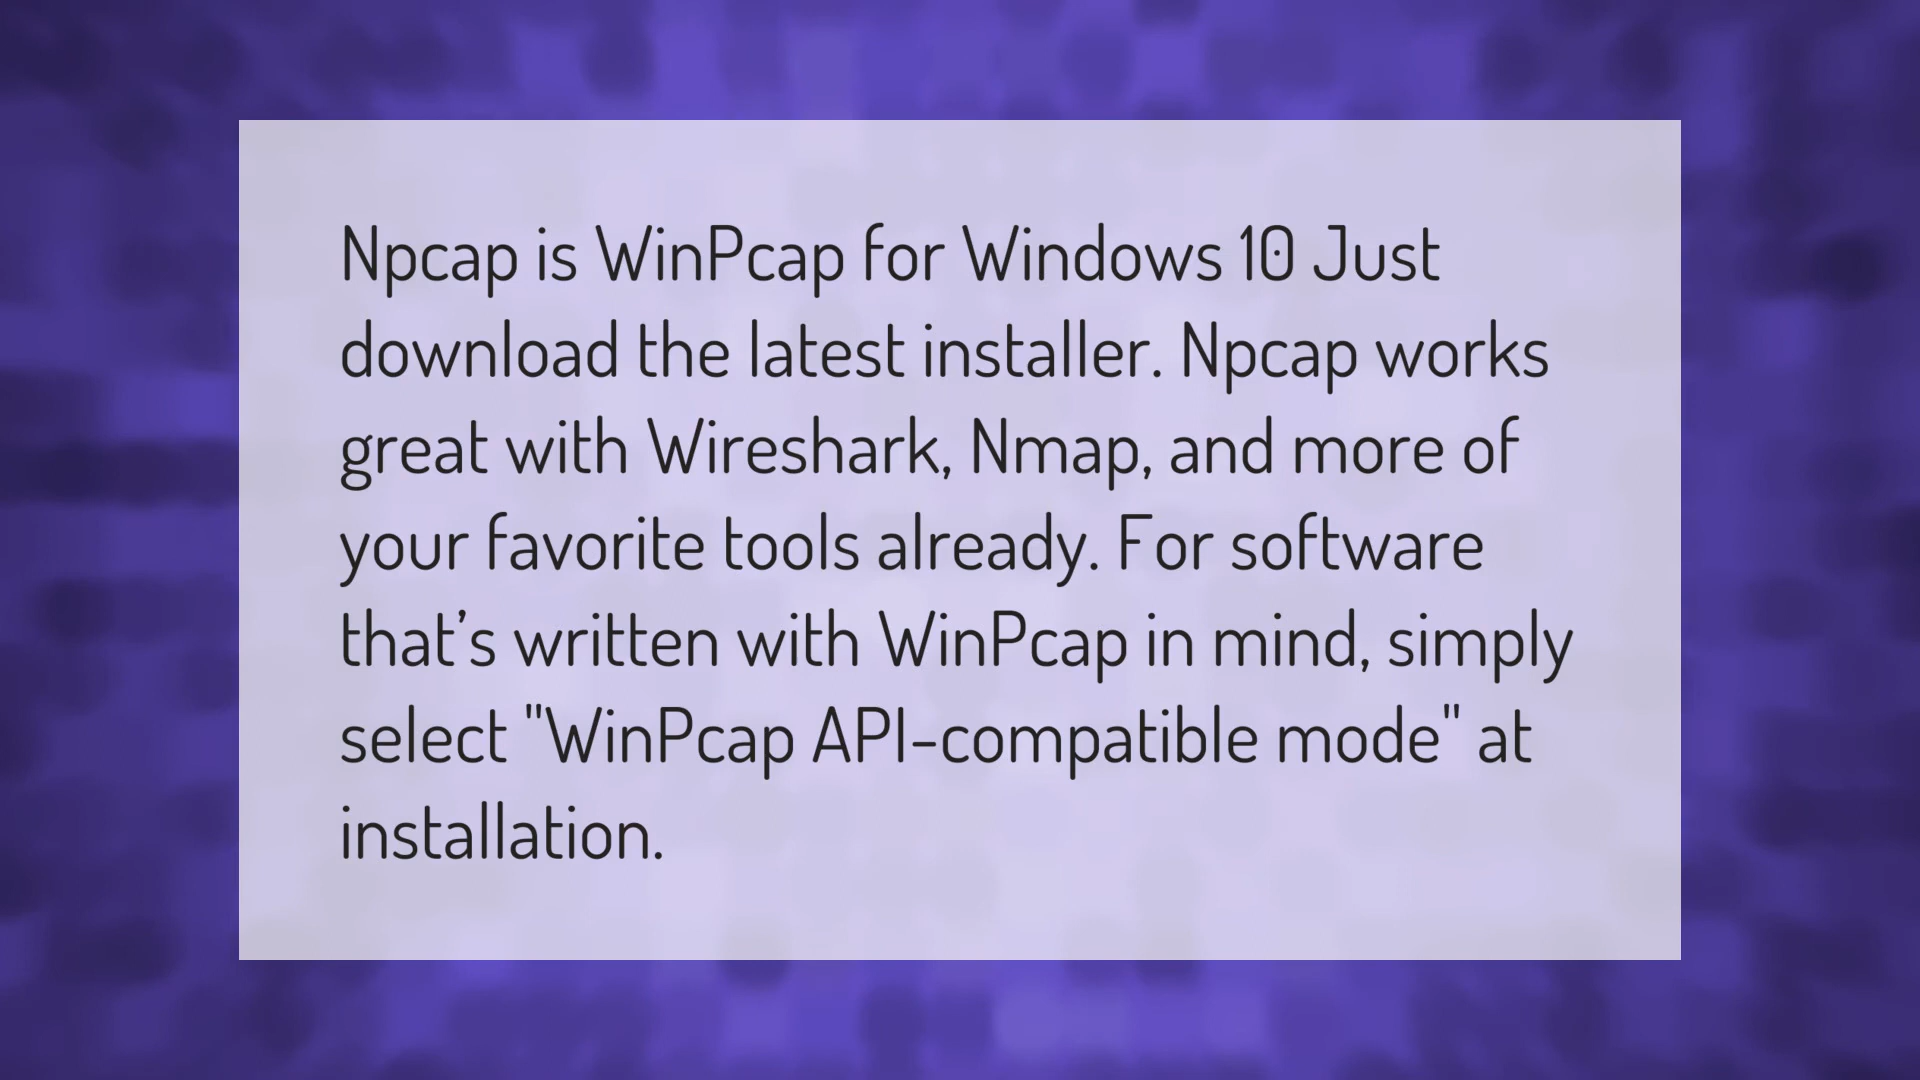 Npcap is WinPcap for Windows 10 Just
download the latest installer. Npcap works
great with Wireshark, Nmap, and more of
your favorite tools already. For software
that’s written with WinPcap in mind, simply
select "WinPcap API-compatible mode" at
installation.